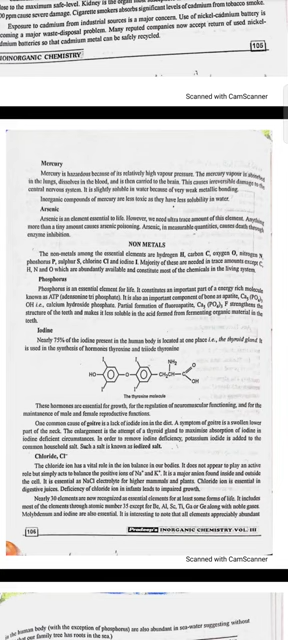 lose to the maximum safe-level. Kidney is the organ most
00 ppm cause severe damage. Cigarette smokers absorbs significant levels of cadmium from tobacco smoke.
Exposure to cadmium from industrial sources is a major concern. Use of nickel-cadmium battery is
coming a major waste-disposal problem. Many reputed companies now accept return of used nickel-
dmium batteries so that cadmium metal can be safely recycled.
105
INORGANIC CHEMISTRY
Scanned with CamScanner
Mercury
Mercury is hazardous because of its relatively high vapour pressure. The mercury vapour is absorbed
in the lungs, dissolves in the blood, and is then carried to the brain. This causes irreversible damage to the
central nervous system. It is slightly soluble in water because of very weak metallic bonding.
Inorganic compounds of mercury are less toxic as they have less solubility in water.
Arsenic
Arsenic is an element essential to life. However, we need ultra trace amount of this element. Anything
more than a tiny amount causes arsenic poisoning. Arsenic, in measurable quantities, causes death through
enzyme inhibition.
NON METALS
The non-metals among the essential elements are hydrogen H, carbon C, oxygen O, nitrogen N,
phosphorus P, sulpher S, chlorine Cl and iodine I. Majority of these are needed in trace amounts except C,
H, N and O which are abundantly available and constitute most of the chemicals in the living system.
Phosphorus
Phosphorus is an essential element for life. It constitutes an important part of a energy rich molecule
known as ATP (adenosine tri phosphate). It is also an important component of bone as apatite, Ca5 (PO4)3
OH i.e., calcium hydroxide phosphate. Partial formation of fluoroapatite, Ca5 (PO4)3 F strengthens the
structure of the teeth and makes it less soluble in the acid formed from fermenting organic material in the
teeth.
Iodine
Nearly 75% of the iodine present in the human body is located at one place i.e., the thyroid gland. It
is used in the synthesis of hormones thyroxine and triiodo thyronine
I I NH2 O
HO O CH2CH C
I I OH
The thyroxine molecule
These hormones are essential for growth, for the regulation of neuromuscular functioning, and for the
maintenance of male and female reproductive functions.
One common cause of goitre is a lack of iodide ion in the diet. A symptom of goitre is a swollen lower
part of the neck. The enlargement is the attempt of a thyroid gland to maximise absorption of iodine in
iodine deficient circumstances. In order to remove iodine deficiency, potassium iodide is added to the
common household salt. Such a salt is known as iodized salt.
Chloride, Cl-
The chloride ion has a vital role in the ion balance in our bodies. It does not appear to play an active
role but simply acts to balance the positive ions of Na+ and K+. It is a major anion found inside and outside
the cell. It is essential as NaCl electrolyte for higher mammals and plants. Chloride ion is essential in
digestive juices. Deficiency of chloride ion in infants leads to impaired growth.
Nearly 30 elements are now recognized as essential elements for at least some forms of life. It includes
most of the elements through atomic number 35 except for Be, Al, Sc, Ti, Ga or Ge along with noble gases.
Molybdenum and iodine are also essential. It is interesting to note that all elements appreciably abundant
106
Pradeep's INORGANIC CHEMISTRY-VOL. III
Scanned with CamScanner
in the human body (with the exception of phosphorus) are also abundant in sea-water suggesting without
that our family tree has roots in the sea.)